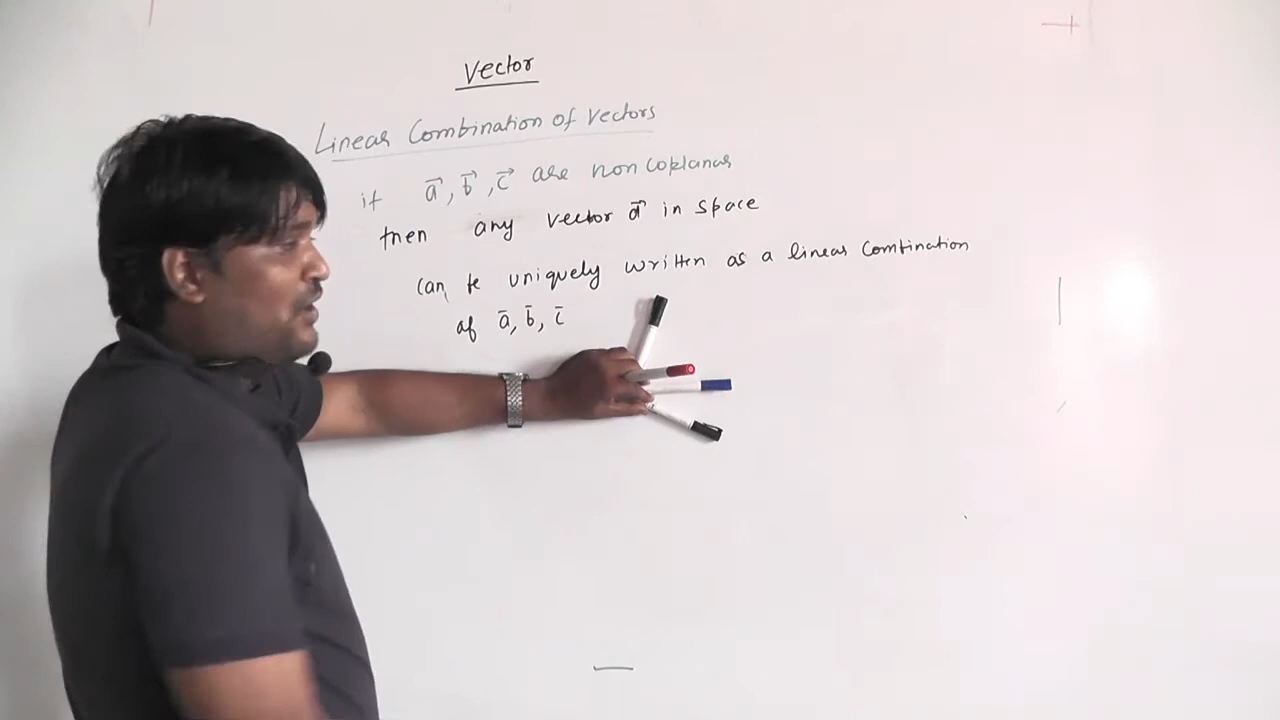 Vector
Linear Combination of Vectors
if a⃗, b⃗, c⃗ are non coplanar
then any vector d⃗ in space
can be uniquely written as a linear combination
of a̅, b̅, c̅